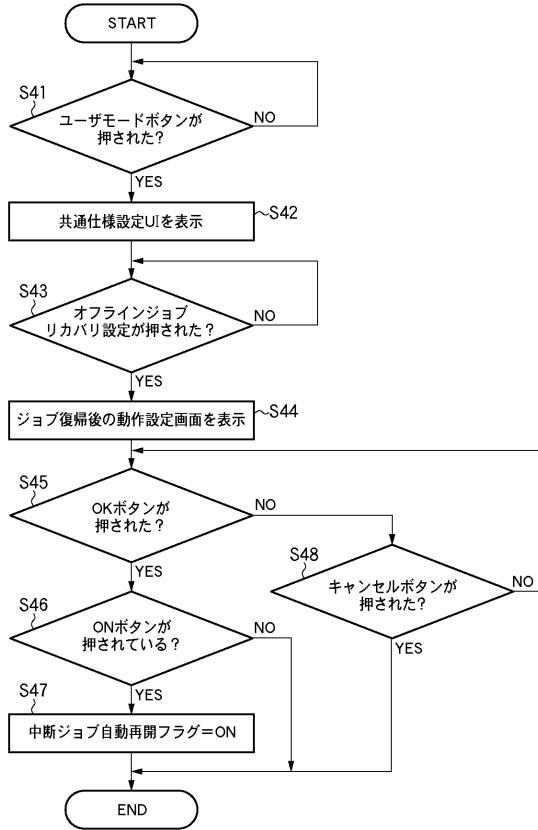 START
S41
ユーザモードボタンが
押された?
NO
YES
共通仕様設定UIを表示
S42
S43
オフラインジョブ
リカバリ設定が押された?
NO
YES
ジョブ復帰後の動作設定画面を表示
S44
S45
OKボタンが
押された?
NO
YES
S48
キャンセルボタンが
押された?
NO
YES
S46
ONボタンが
押されている?
NO
YES
S47
中断ジョブ自動再開フラグ=ON
END